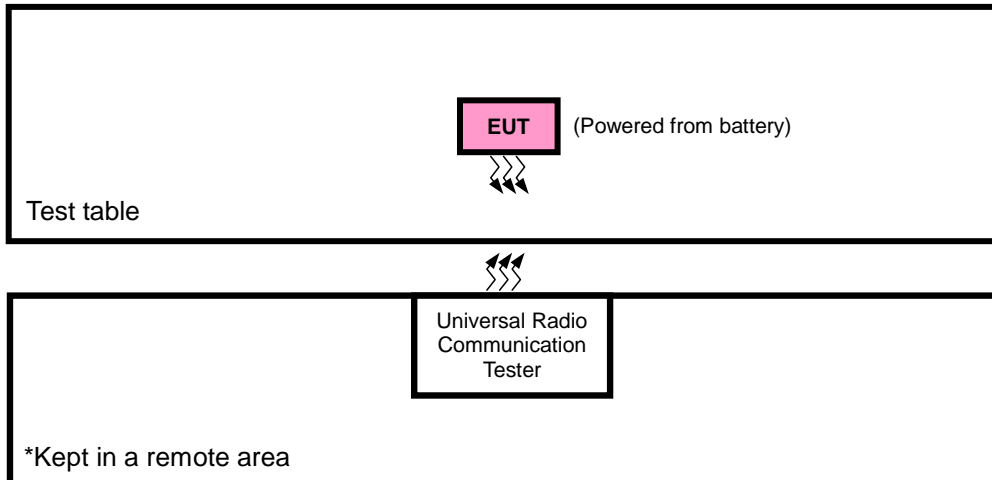 EUT
(Powered from battery)
Test table
Universal Radio
Communication
Tester
*Kept in a remote area